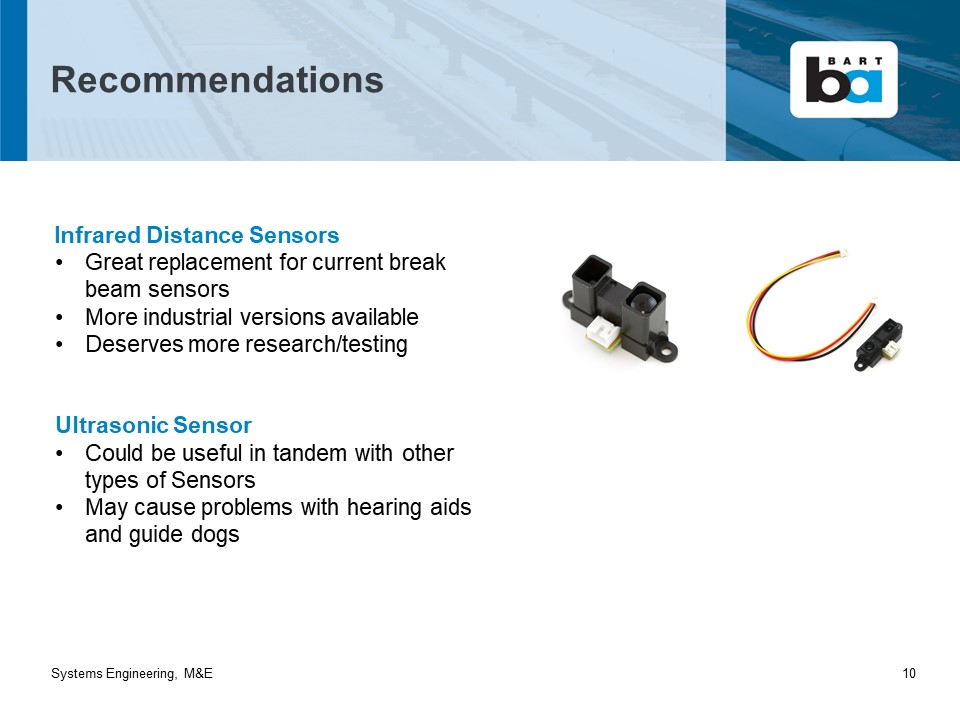 Recommendations
BART
ba
Infrared Distance Sensors
• Great replacement for current break
beam sensors
• More industrial versions available
• Deserves more research/testing
Ultrasonic Sensor
• Could be useful in tandem with other
types of Sensors
• May cause problems with hearing aids
and guide dogs
Systems Engineering, M&E
10